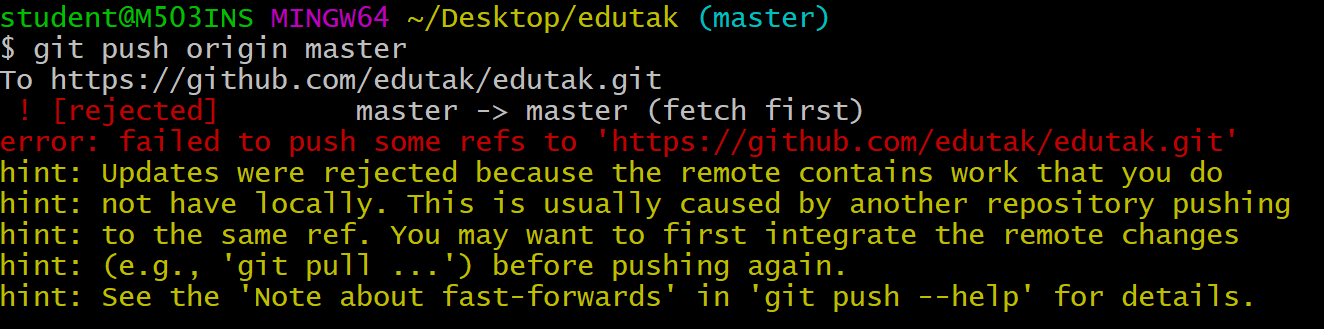 student@M503INS MINGW64 ~/Desktop/edutak (master)
$ git push origin master
To https://github.com/edutak/edutak.git
 ! [rejected]        master -> master (fetch first)
error: failed to push some refs to 'https://github.com/edutak/edutak.git'
hint: Updates were rejected because the remote contains work that you do
hint: not have locally. This is usually caused by another repository pushing
hint: to the same ref. You may want to first integrate the remote changes
hint: (e.g., 'git pull ...') before pushing again.
hint: See the 'Note about fast-forwards' in 'git push --help' for details.